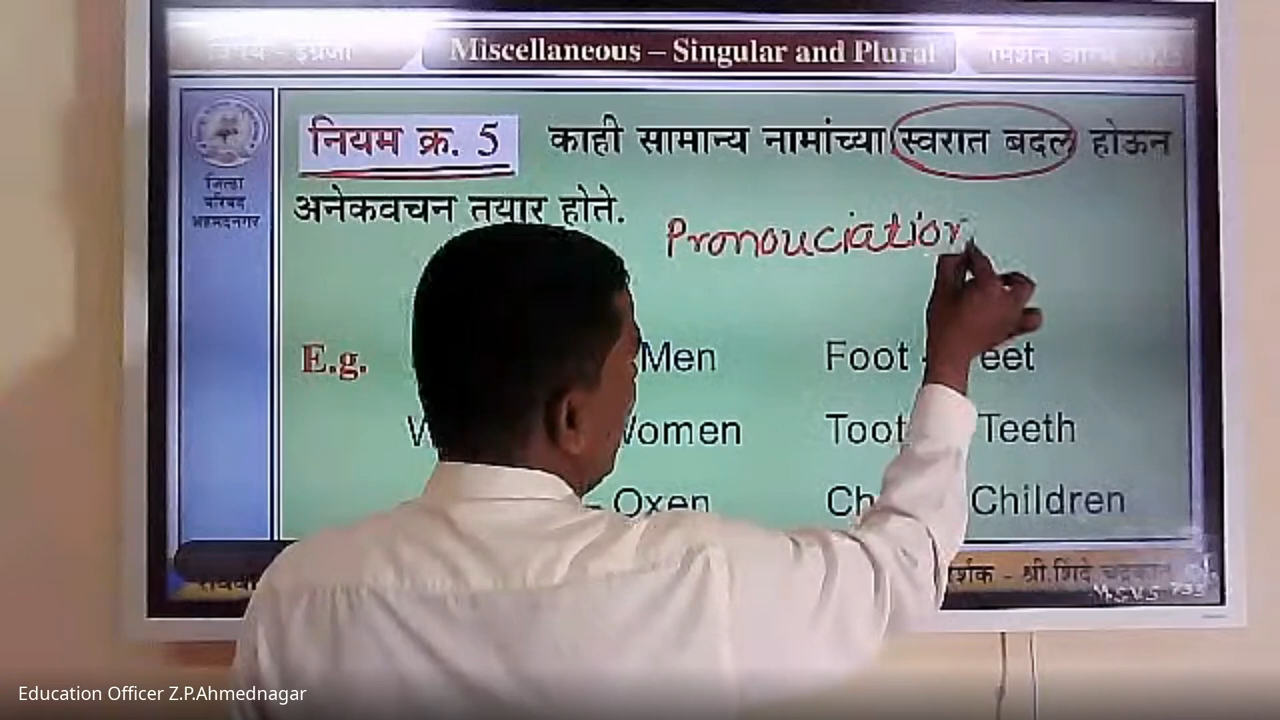 Miscellaneous – Singular and Plural
जिल्हा
परिषद
अहमदनगर
नियम क्र. 5 काही सामान्य नामांच्या स्वरात बदल होऊन
अनेकवचन तयार होते.
Pronouciation
E.g. Men Foot eet
omen Teeth
– Oxen Children
श्री.शिंदे
Education Officer Z.P.Ahmednagar